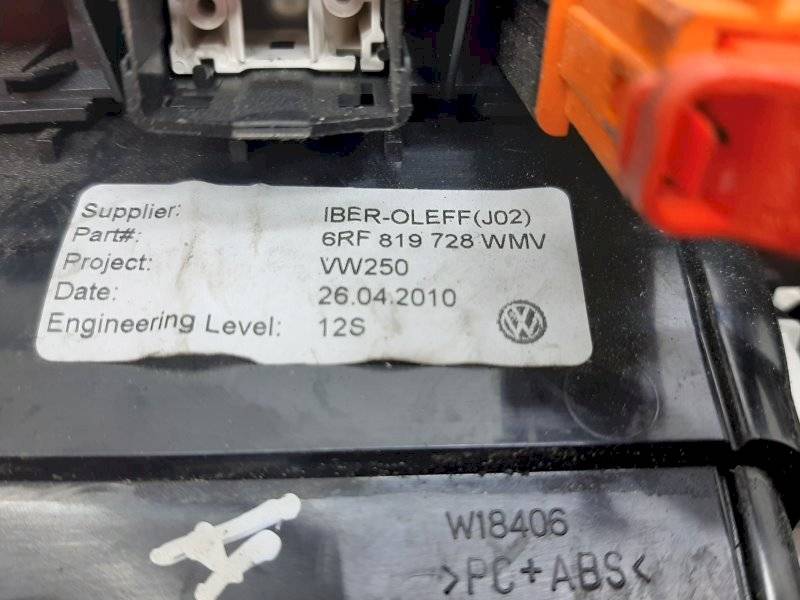 Supplier: IBER-OLEFF(J02)
Part#: 6RF 819 728 WMV
Project: VW250
Date: 26.04.2010
Engineering Level: 12S
W18406
>PC+ABS<